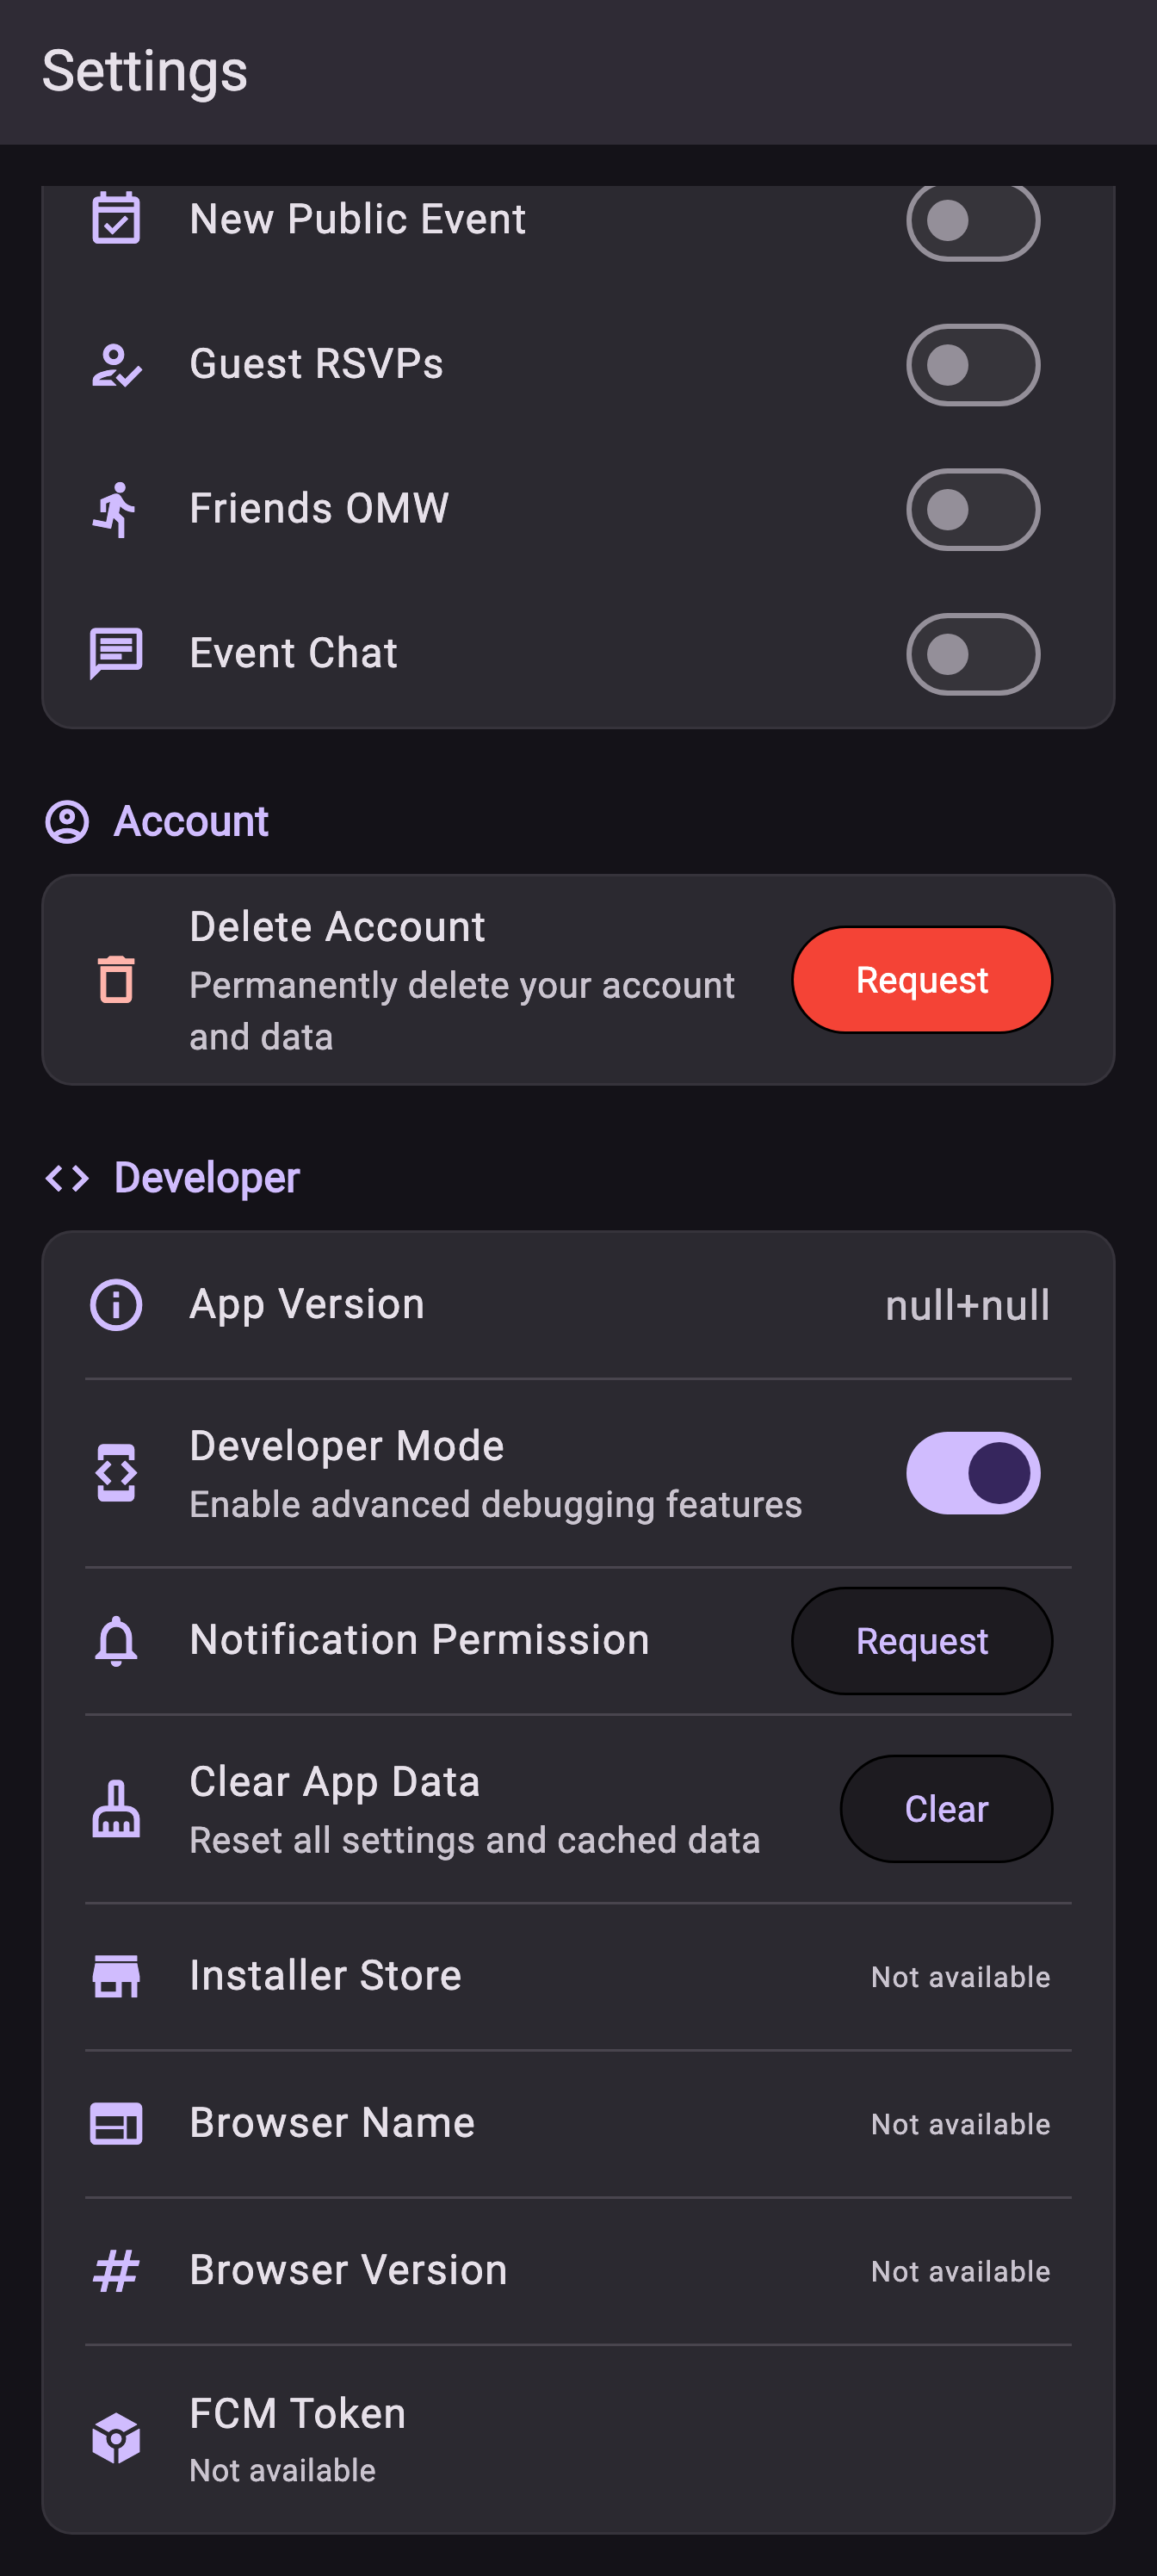 Settings
New Public Event
Guest RSVPs
Friends OMW
Event Chat
Account
Delete Account
Permanently delete your account
and data
Request
Developer
App Version
null+null
Developer Mode
Enable advanced debugging features
Notification Permission
Request
Clear App Data
Reset all settings and cached data
Clear
Installer Store
Not available
Browser Name
Not available
Browser Version
Not available
FCM Token
Not available